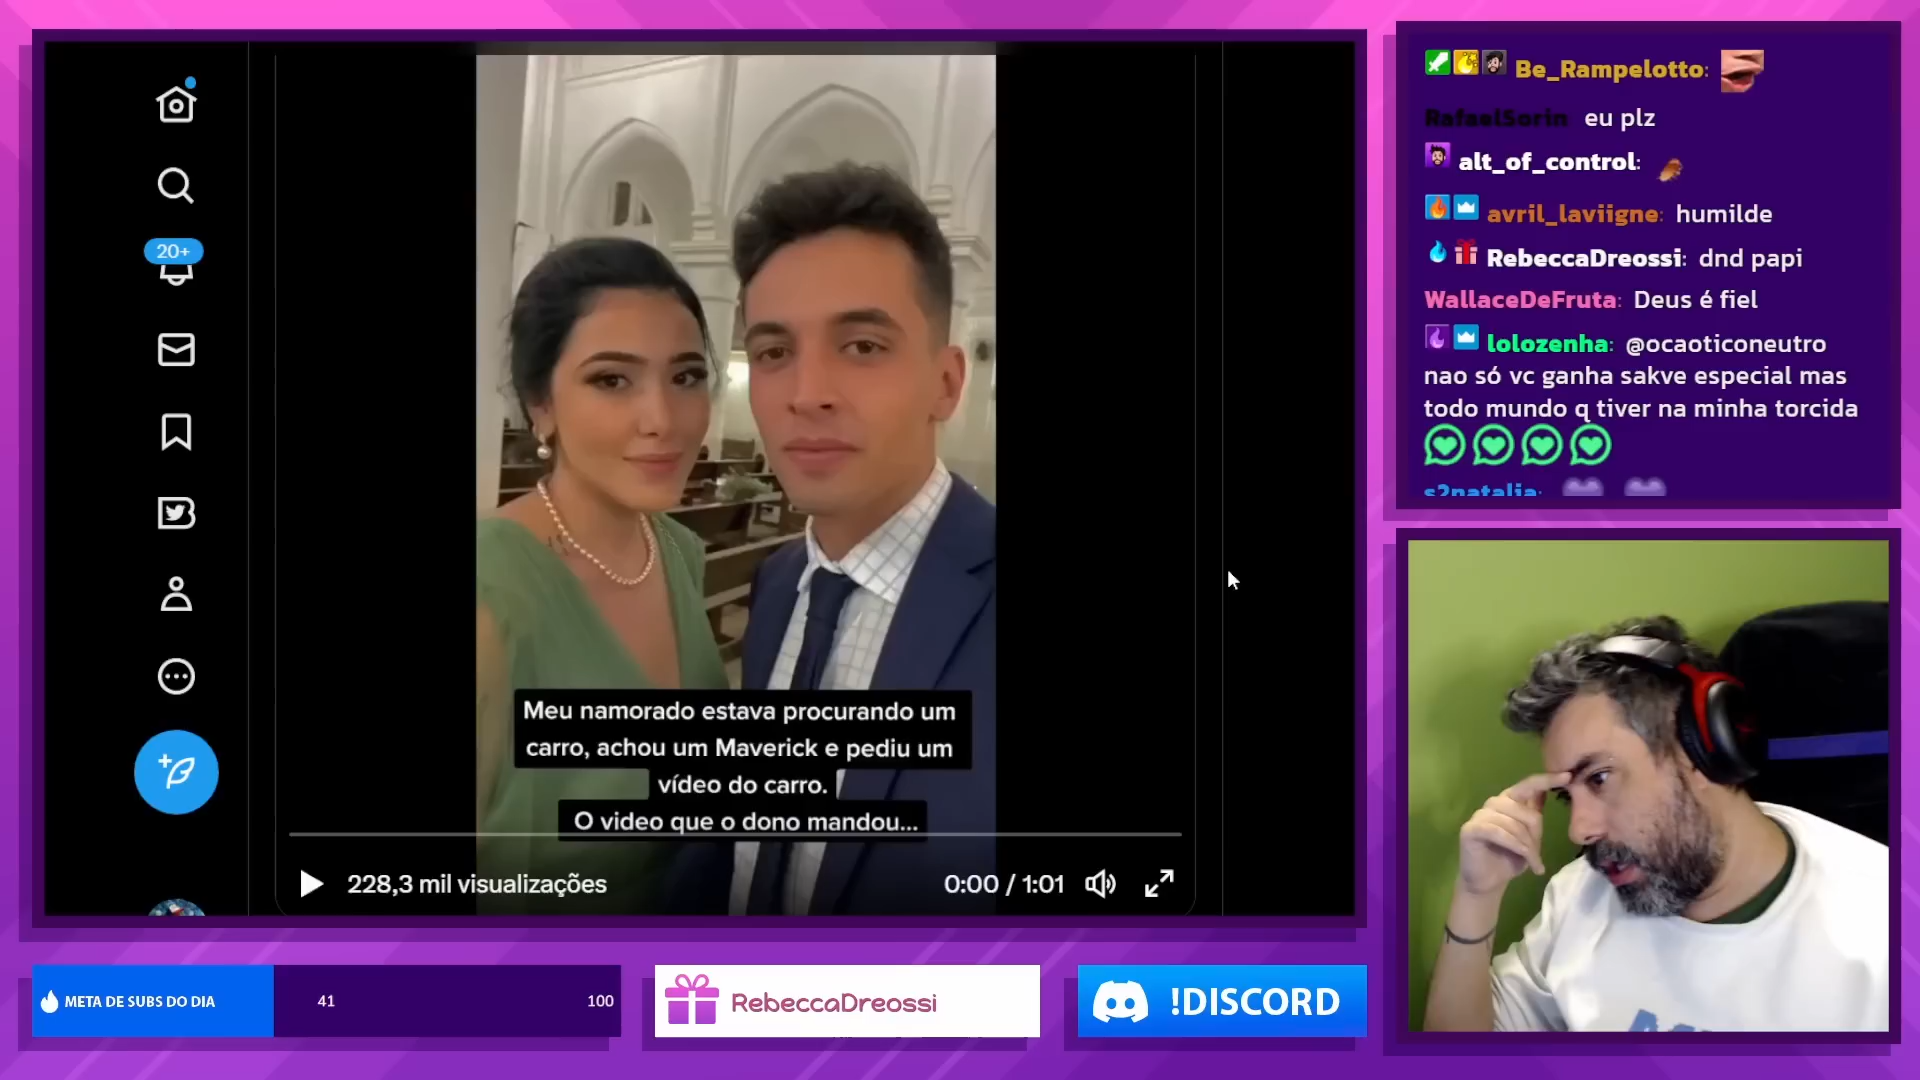 20+
Meu namorado estava procurando um
carro, achou um Maverick e pediu um
vídeo do carro.
O video que o dono mandou...
228,3 mil visualizações
0:00 / 1:01
Be_Rampelotto:
RafaelSorin eu plz
alt_of_control:
avril_laviigne: humilde
RebeccaDreossi: dnd papi
WallaceDeFruta: Deus é fiel
lolozenha: @ocaoticoneutro
nao só vc ganha sakve especial mas
todo mundo q tiver na minha torcida
s2natalia:
META DE SUBS DO DIA
41
100
RebeccaDreossi
!DISCORD